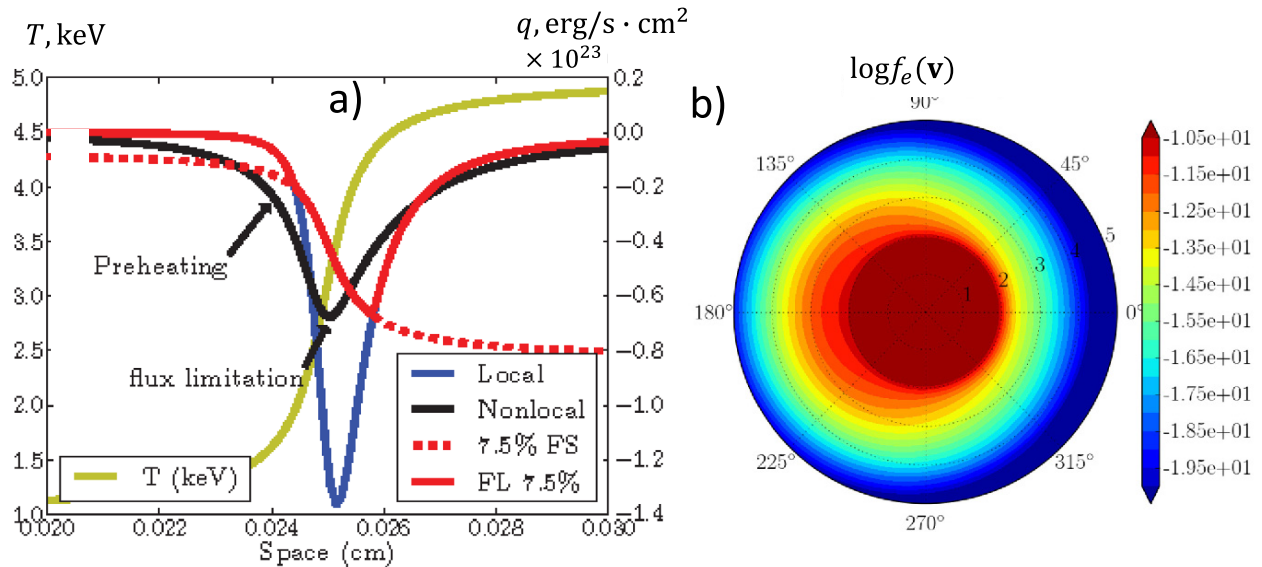 T, keV
q, erg/s · cm²
× 10²³
a)
5.0
4.5
4.0
3.5
3.0
2.5
2.0
1.5
1.0
0.2
0.0
−0.2
−0.4
−0.6
−0.8
−1.0
−1.2
−1.4
Preheating
flux limitation
Local
Nonlocal
7.5% FS
FL 7.5%
T (keV)
0.020
0.022
0.024
0.026
0.028
0.030
Space (cm)
b)
logfₑ(v)
90°
135°
45°
180°
0°
225°
315°
270°
1
2
3
4
5
-1.05e+01
-1.15e+01
-1.25e+01
-1.35e+01
-1.45e+01
-1.55e+01
-1.65e+01
-1.75e+01
-1.85e+01
-1.95e+01